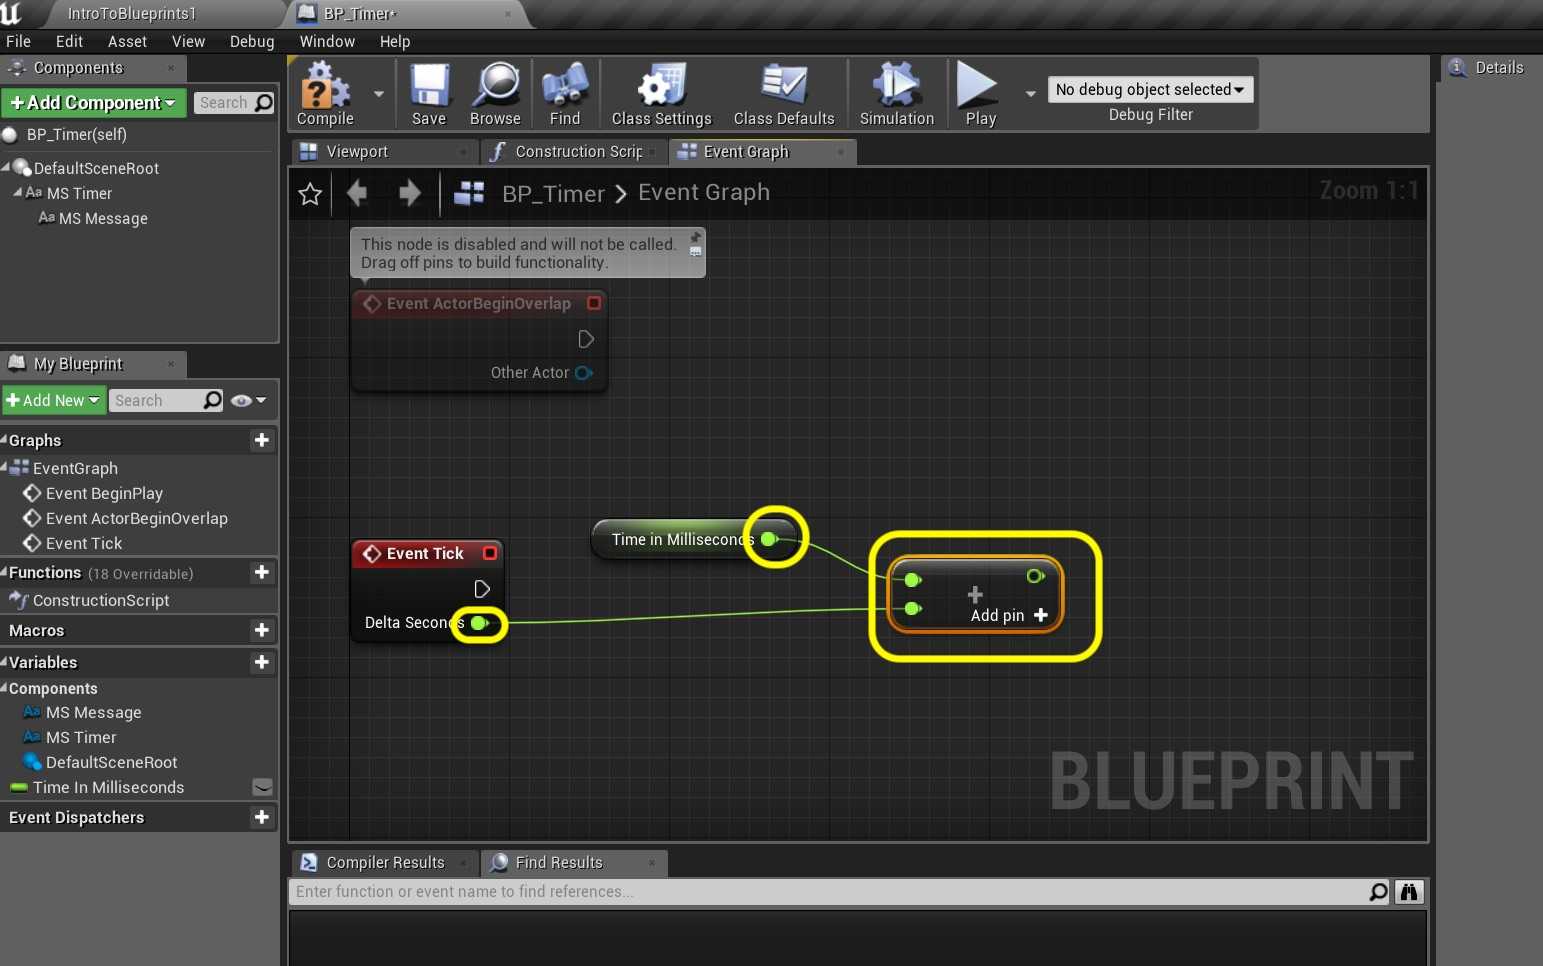 IntroToBlueprints1
BP_Timer*
File Edit Asset View Debug Window Help
Components
Add Component
Search
BP_Timer(self)
DefaultSceneRoot
Aa MS Timer
Aa MS Message
My Blueprint
Add New
Search
Graphs
EventGraph
Event BeginPlay
Event ActorBeginOverlap
Event Tick
Functions (18 Overridable)
ConstructionScript
Macros
Variables
Components
Aa MS Message
Aa MS Timer
DefaultSceneRoot
Time In Milliseconds
Event Dispatchers
Compile
Save
Browse
Find
Class Settings
Class Defaults
Simulation
Play
No debug object selected
Debug Filter
Viewport
Construction Scrip
Event Graph
BP_Timer > Event Graph
Zoom 1:1
This node is disabled and will not be called.
Drag off pins to build functionality.
Event ActorBeginOverlap
Other Actor
Time in Milliseconds
Event Tick
Delta Seconds
Add pin +
BLUEPRINT
Compiler Results
Find Results
Enter function or event name to find references...
Details